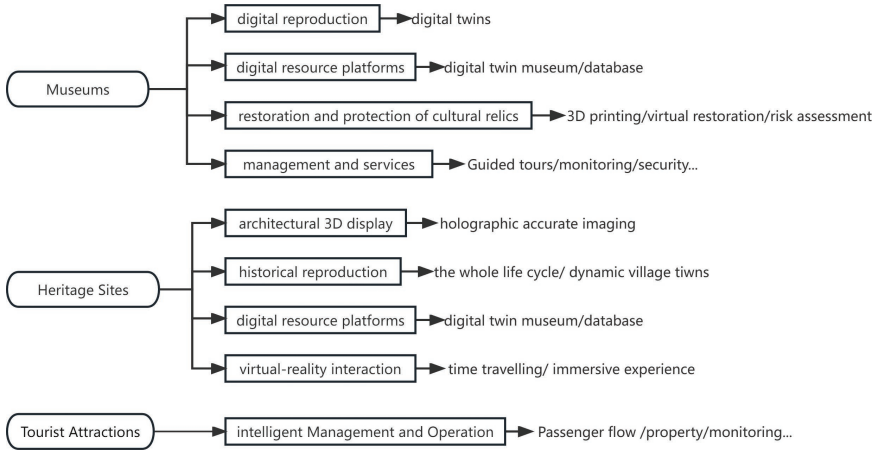 digital reproduction
digital twins
digital resource platforms
digital twin museum/database
Museums
restoration and protection of cultural relics
3D printing/virtual restoration/risk assessment
management and services
Guided tours/monitoring/security...
architectural 3D display
holographic accurate imaging
historical reproduction
the whole life cycle/ dynamic village tiwns
Heritage Sites
digital resource platforms
digital twin museum/database
virtual-reality interaction
time travelling/ immersive experience
Tourist Attractions
intelligent Management and Operation
Passenger flow /property/monitoring...